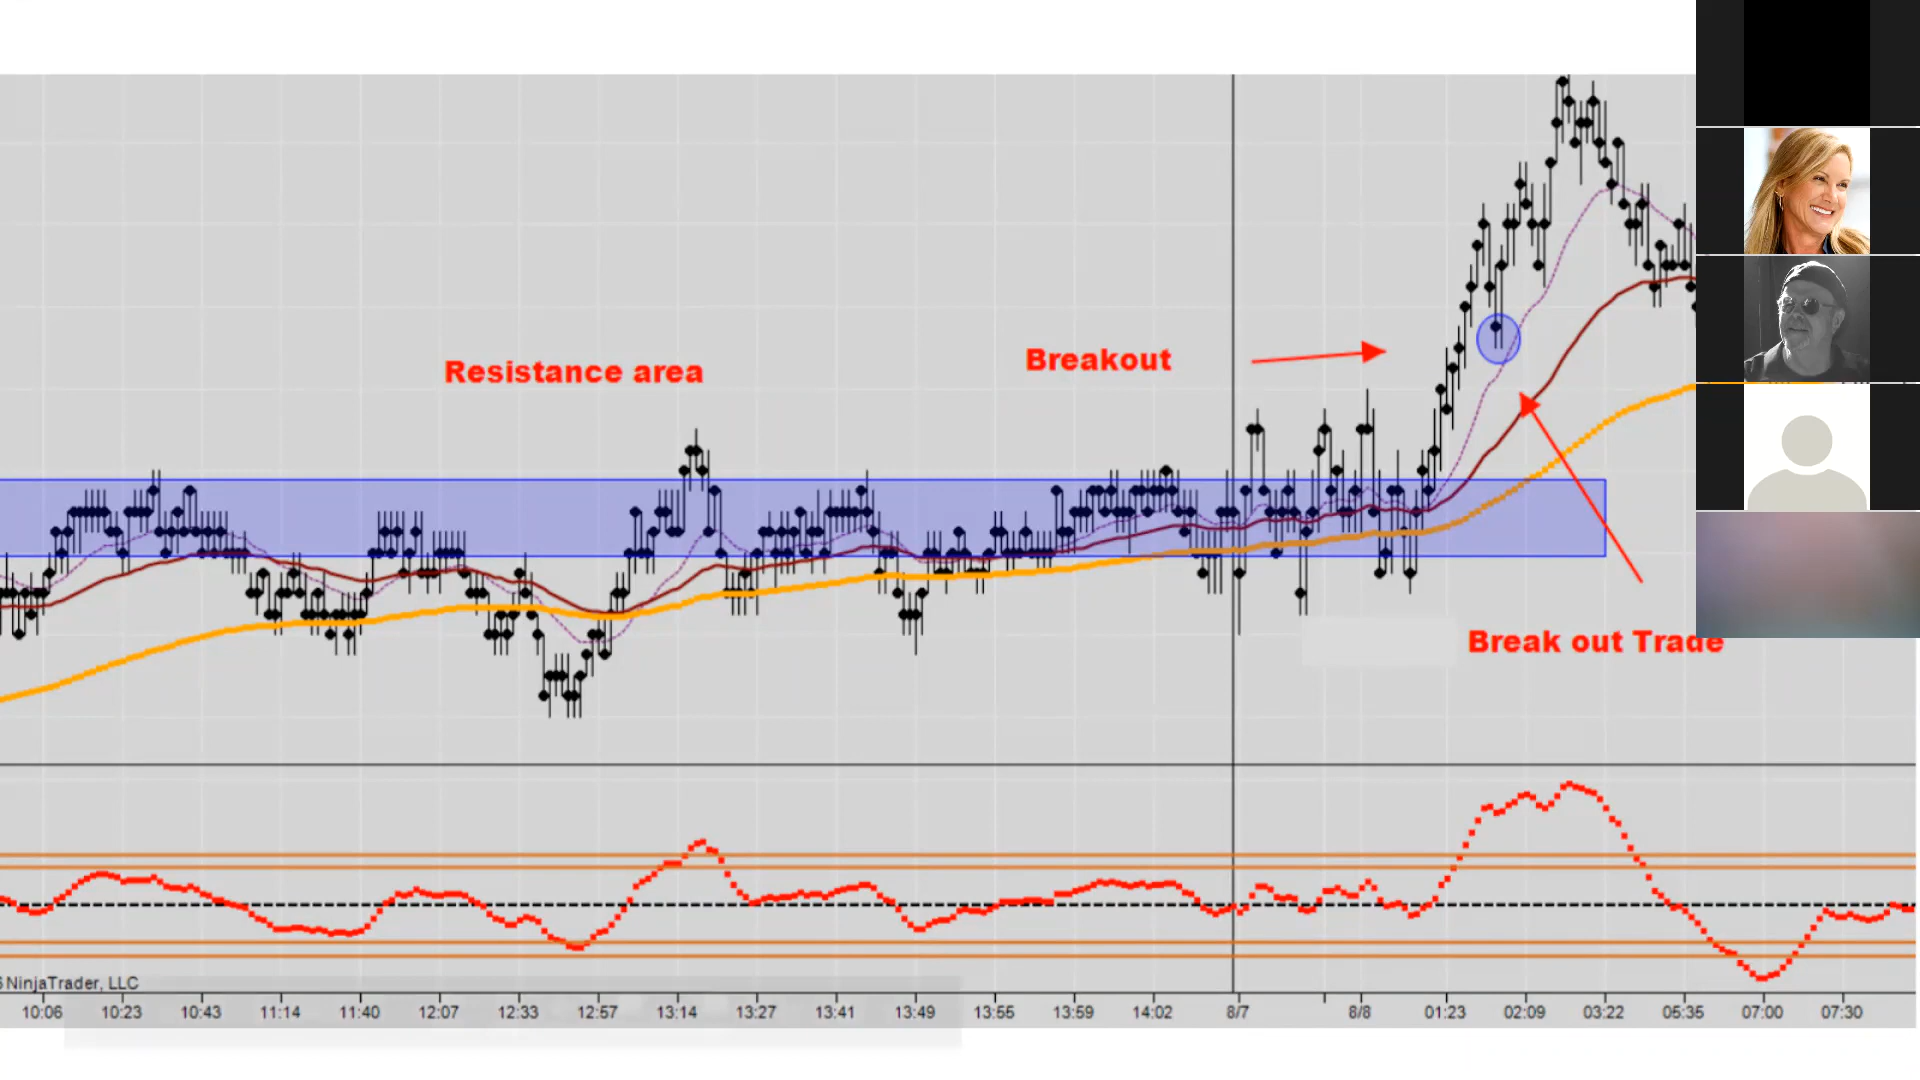 Resistance area
Breakout
Break out Trade
NinjaTrader, LLC
10:06 10:23 10:43 11:14 11:40 12:07 12:33 12:57 13:14 13:27 13:41 13:49 13:55 13:59 14:02 8/7 8/8 01:23 02:09 03:22 05:35 07:00 07:30